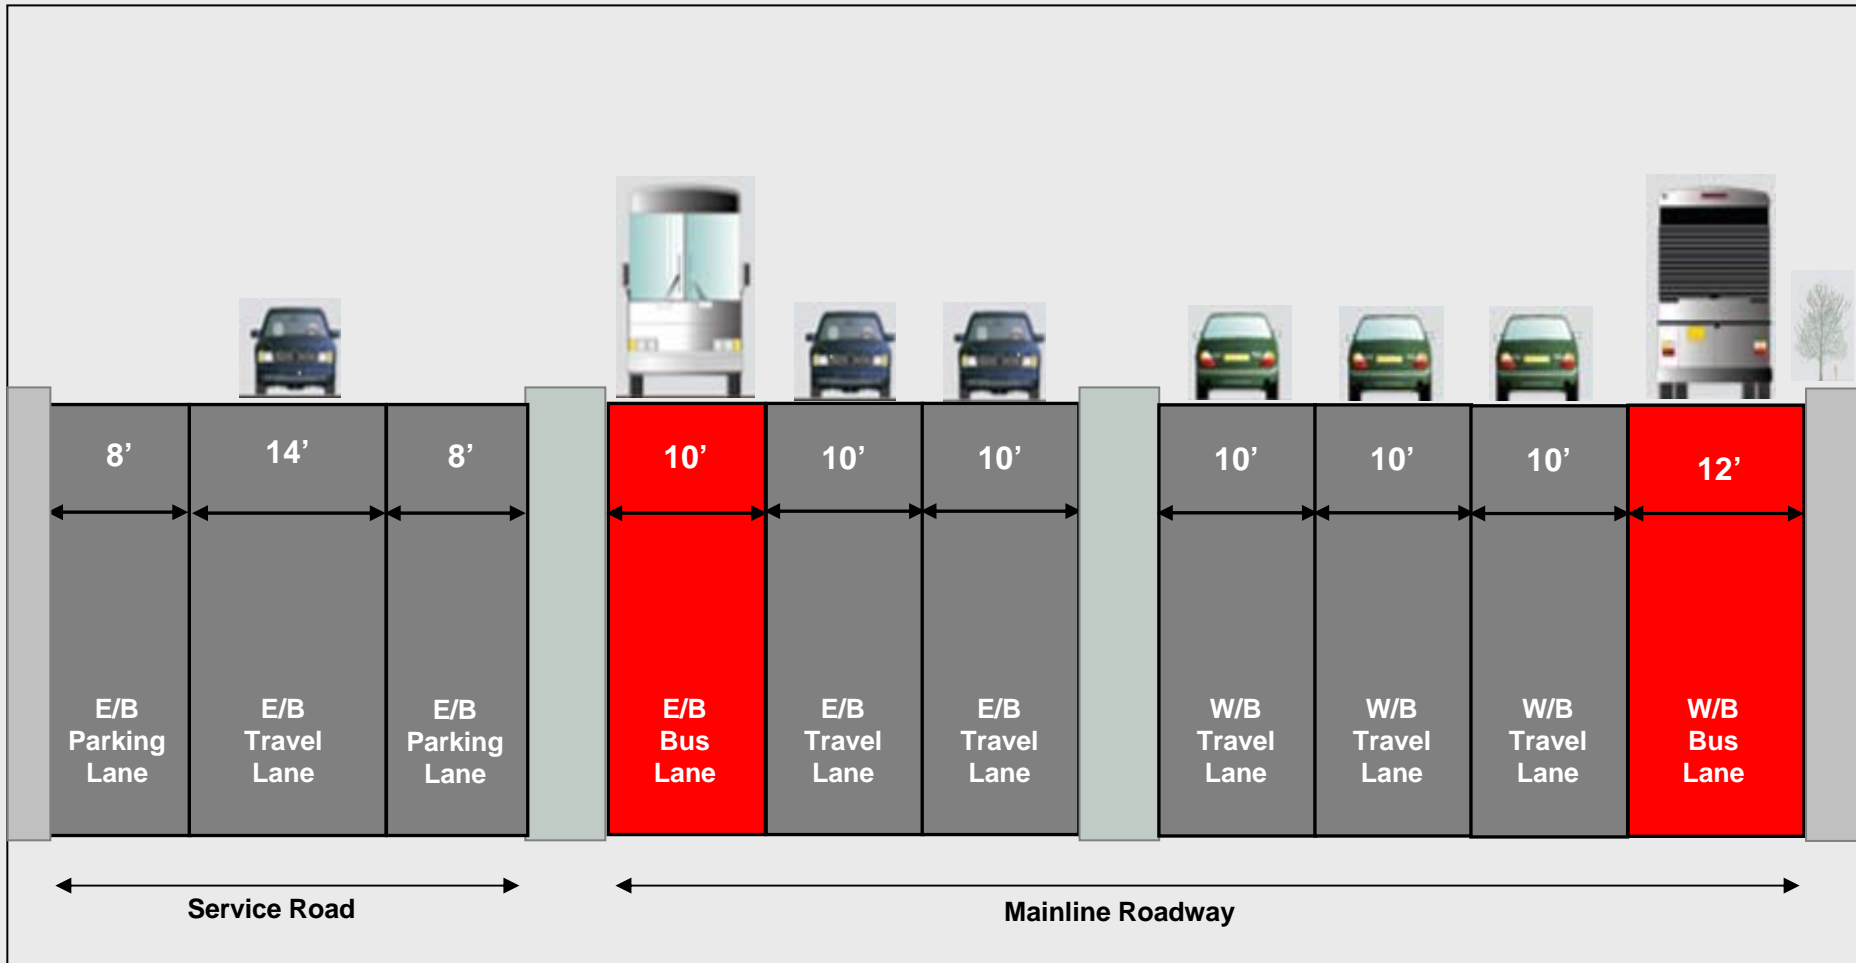 8’
14’
8’
10’
10’
10’
10’
10’
10’
12’
E/B
Parking
Lane
E/B
Travel
Lane
E/B
Parking
Lane
E/B
Bus
Lane
E/B
Travel
Lane
E/B
Travel
Lane
W/B
Travel
Lane
W/B
Travel
Lane
W/B
Travel
Lane
W/B
Bus
Lane
Service Road
Mainline Roadway